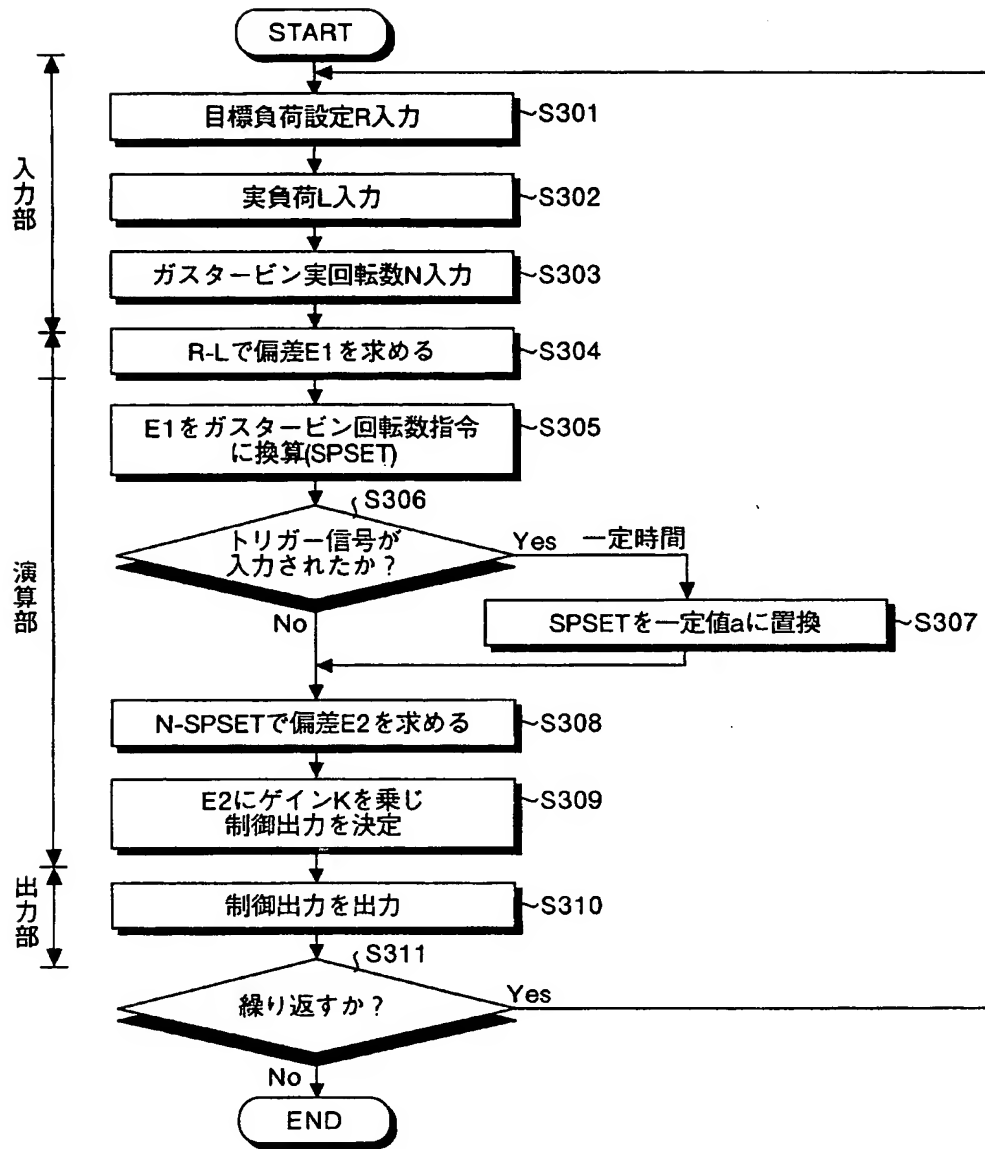 START
目標負荷設定R入力
~S301
実負荷L入力
~S302
ガスタービン実回転数N入力
~S303
入力部
R-Lで偏差E1を求める
~S304
E1をガスタービン回転数指令
に換算(SPSET)
~S305
S306
トリガー信号が
入力されたか?
Yes 一定時間
No
SPSETを一定値aに置換
~S307
演算部
N-SPSETで偏差E2を求める
~S308
E2にゲインKを乗じ
制御出力を決定
~S309
制御出力を出力
~S310
出力部
S311
繰り返すか?
Yes
No
END